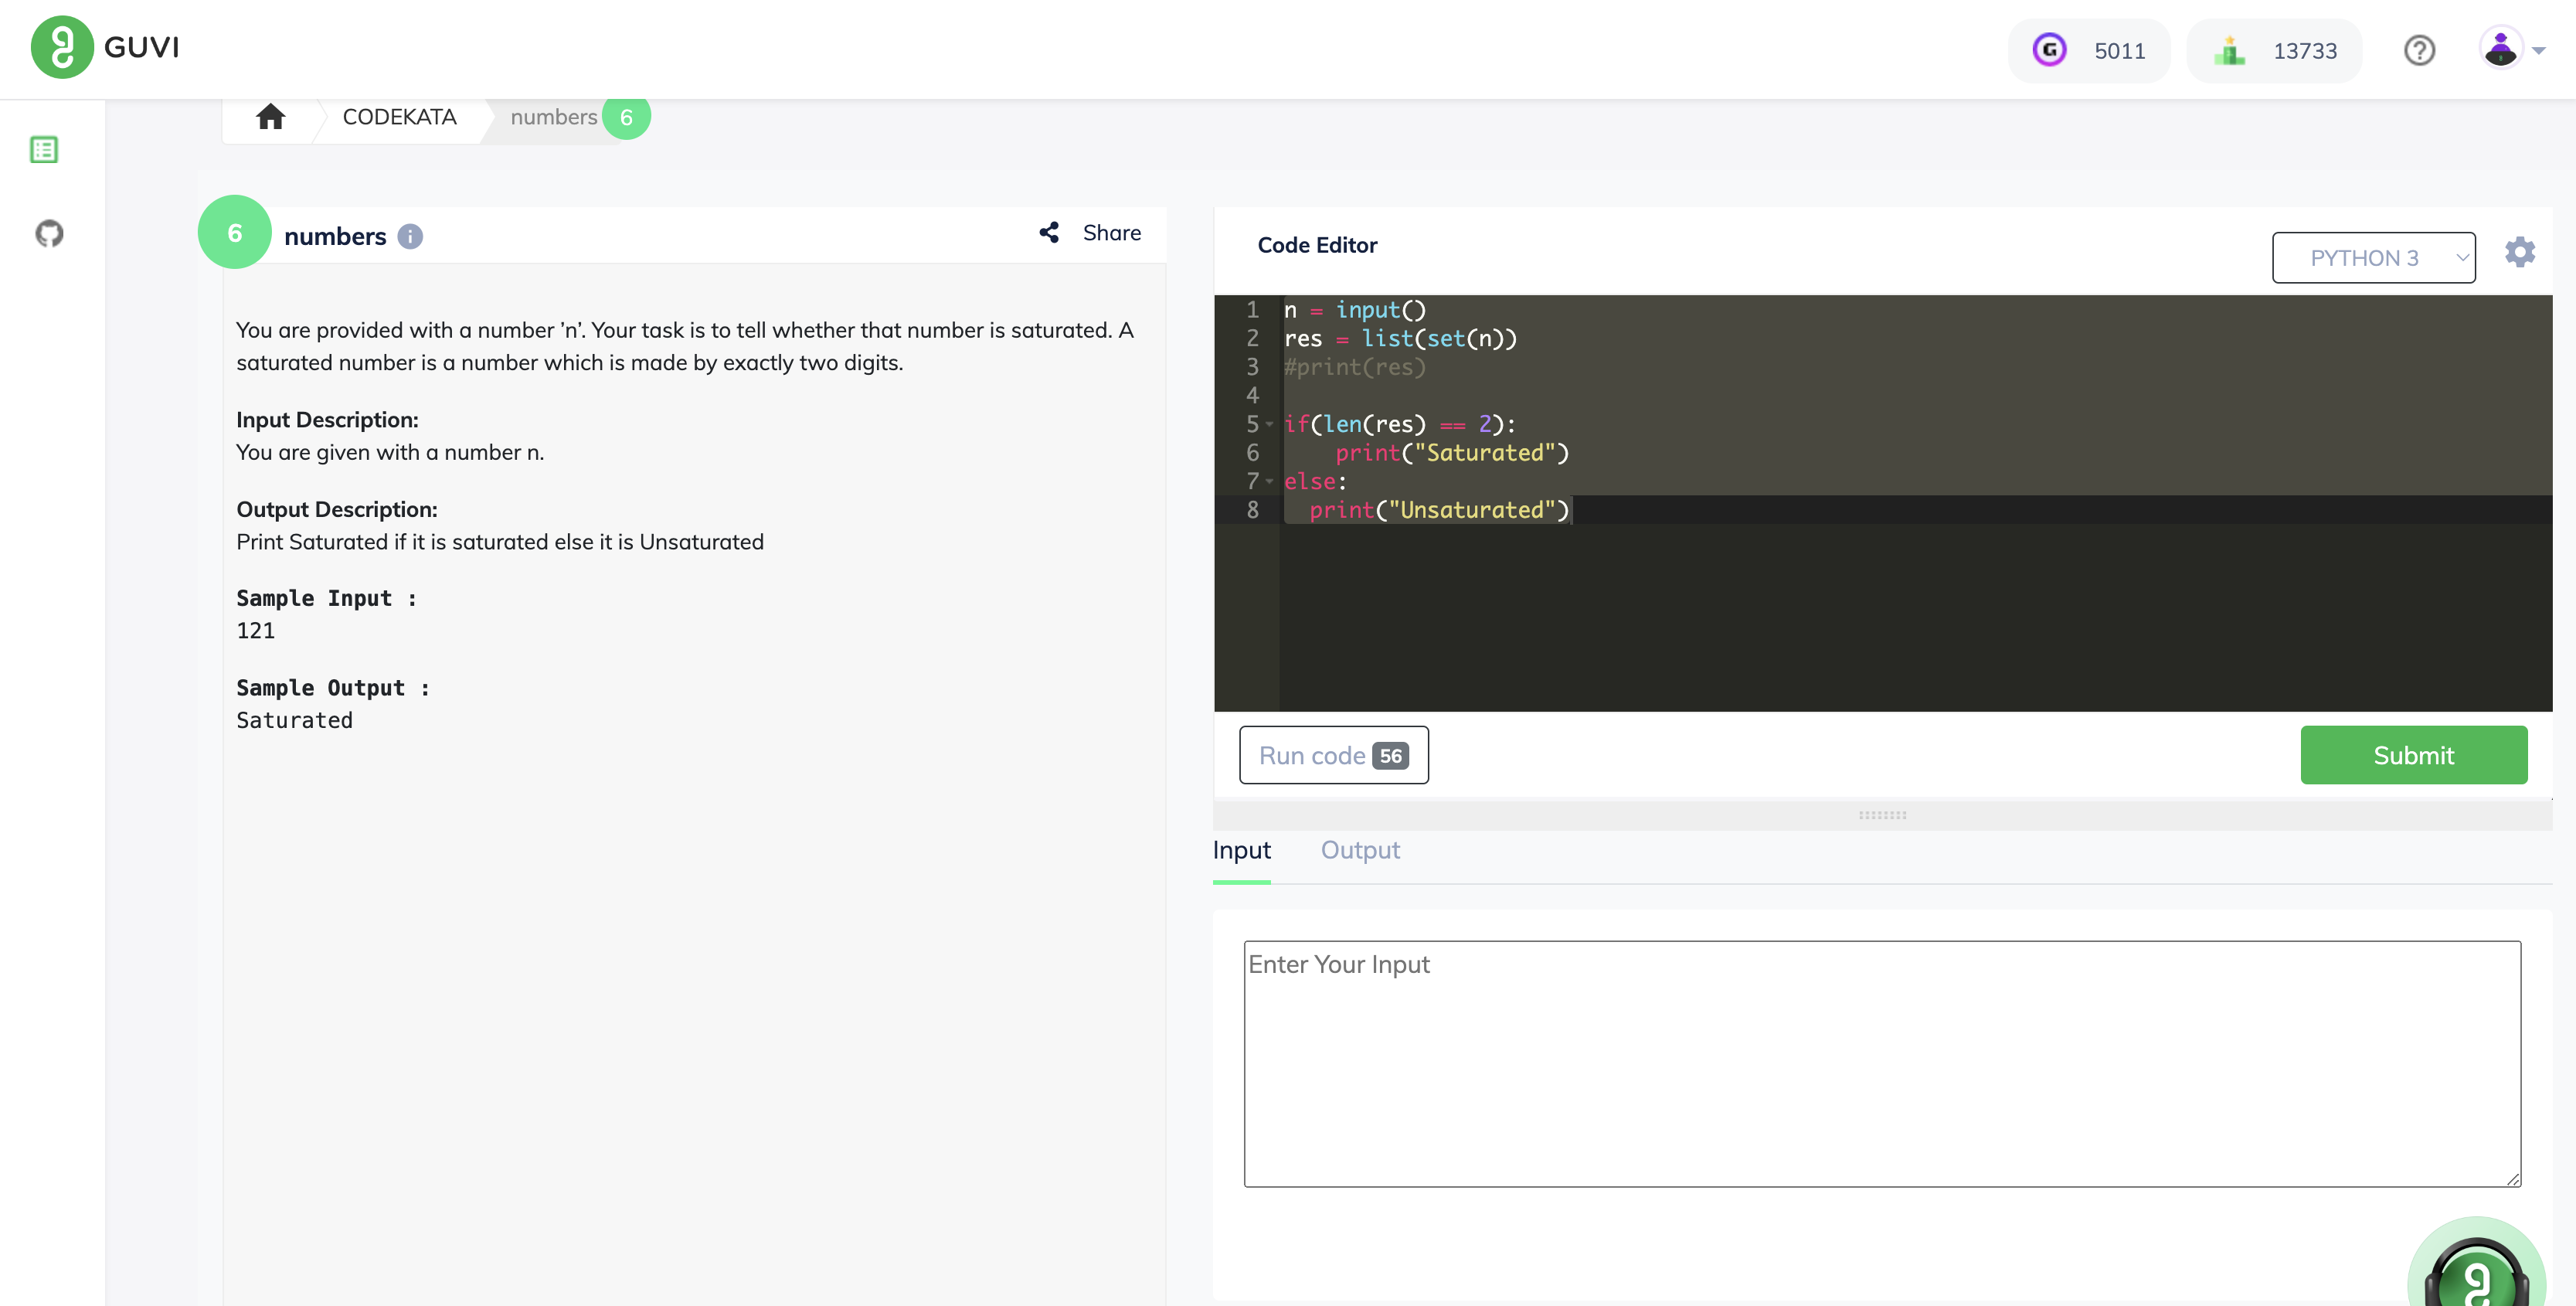 GUVI
5011
13733
CODEKATA
numbers 6
6
numbers
Share
You are provided with a number ’n’. Your task is to tell whether that number is saturated. A
saturated number is a number which is made by exactly two digits.
Input Description:
You are given with a number n.
Output Description:
Print Saturated if it is saturated else it is Unsaturated
Sample Input :
121
Sample Output :
Saturated
Code Editor
PYTHON 3
1 n = input()
2 res = list(set(n))
3 #print(res)
4
5 if(len(res) == 2):
6     print("Saturated")
7 else:
8   print("Unsaturated")
Run code 56
Submit
Input
Output
Enter Your Input